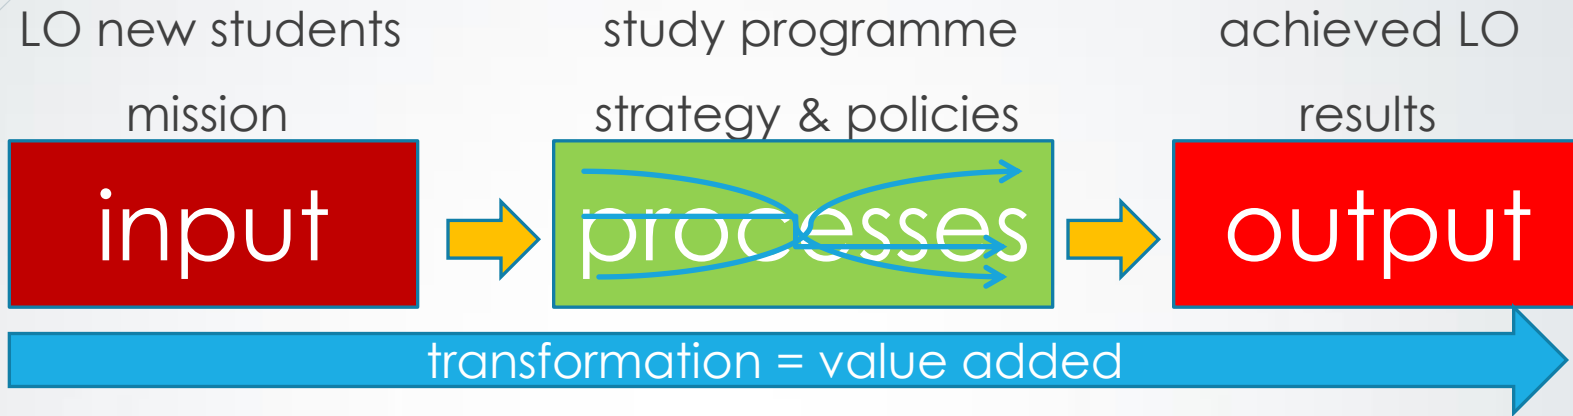 LO new students
study programme
achieved LO
mission
strategy & policies
results
input
processes
output
transformation = value added